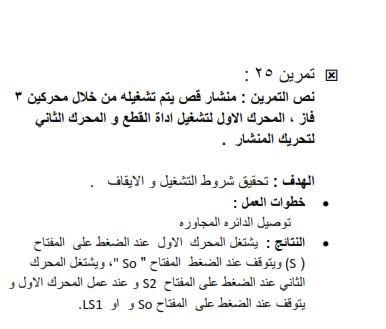 تمرين ٢٥ :
نص التمرين : منشار قص يتم تشغيله من خلال محركين ٣
فاز ، المحرك الاول لتشغيل اداة القطع و المحرك الثاني
لتحريك المنشار .
الهدف : تحقيق شروط التشغيل و الايقاف .
• خطوات العمل :
توصيل الدائره المجاوره
• النتائج : يشتغل المحرك الاول عند الضغط على المفتاح
( S) ويتوقف عند الضغط المفتاح " So "، ويشتغل المحرك
الثاني عند الضغط على المفتاح S2 و عند عمل المحرك الاول و
يتوقف عند الضغط على المفتاح So و او LS1.